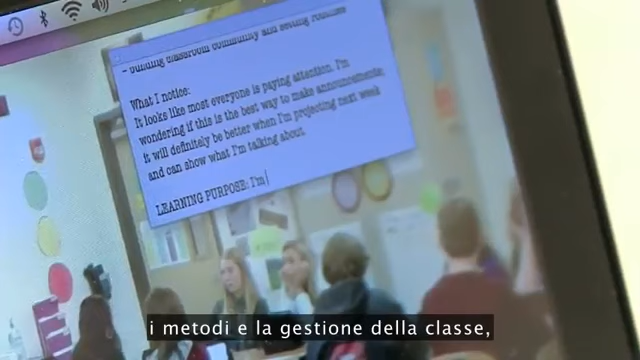 - building classroom community and setting routines
What I notice:
It looks like most everyone is paying attention. I'm
wondering if this is the best way to make announcements;
it will definitely be better when I'm projecting next week
and can show what I'm talking about.
LEARNING PURPOSE: I'm
i metodi e la gestione della classe,